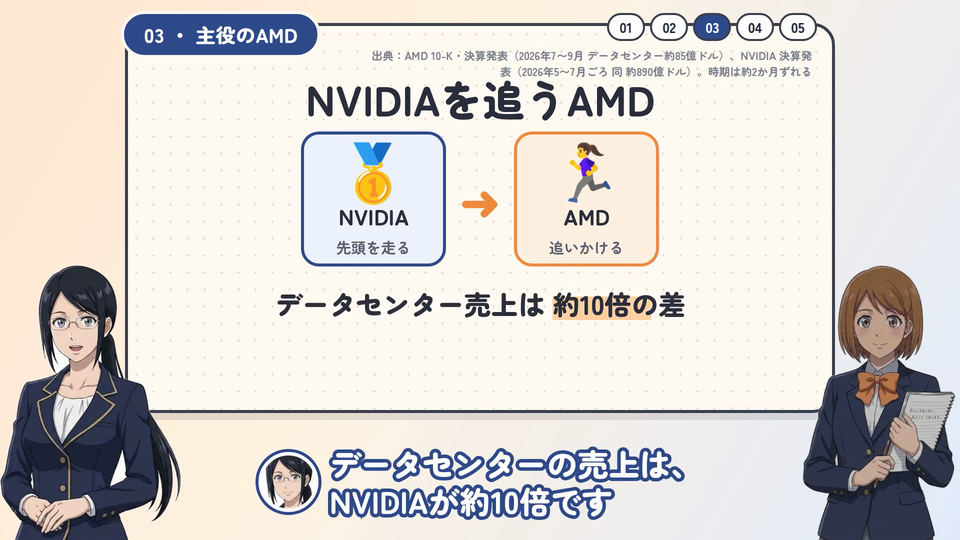 03 ・ 主役のAMD
01 02 03 04 05
出典：AMD 10-K・決算発表（2026年7〜9月 データセンター約85億ドル）、NVIDIA 決算発
表（2026年5〜7月ごろ 同 約890億ドル）。時期は約2か月ずれる
NVIDIAを追うAMD
1
NVIDIA
先頭を走る
AMD
追いかける
データセンター売上は 約10倍の差
データセンターの売上は、
NVIDIAが約10倍です